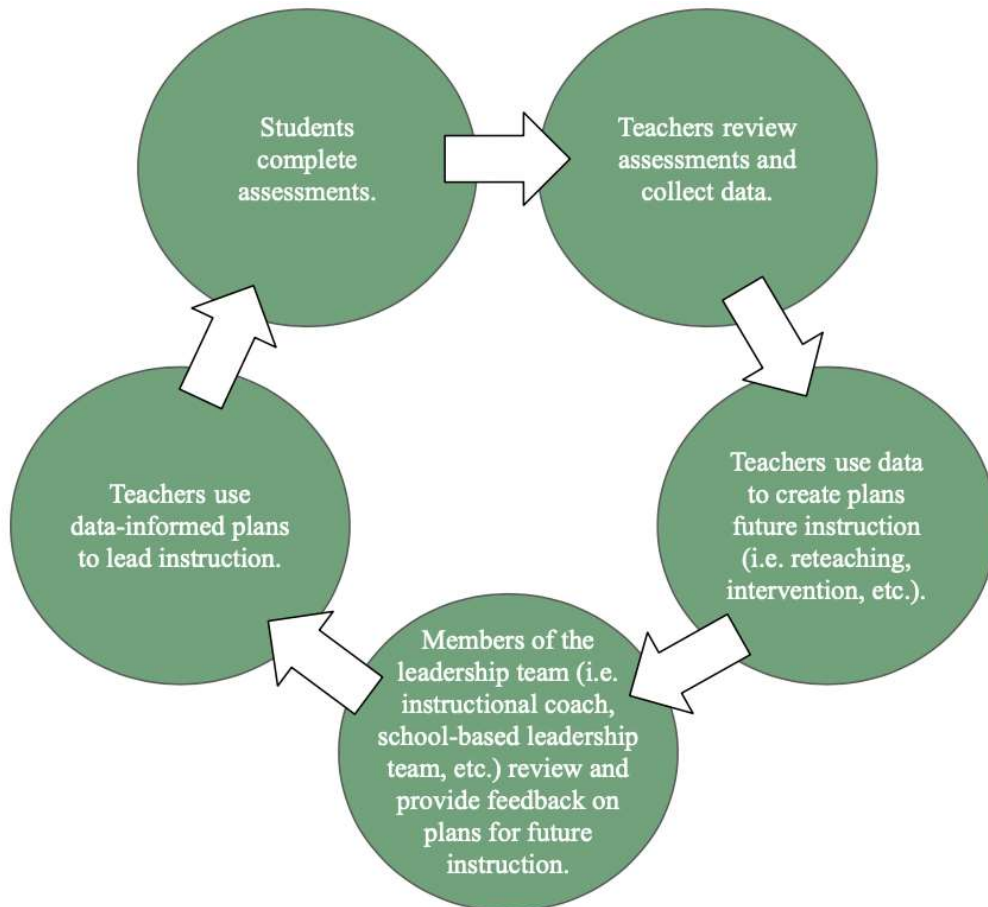 Students
complete
assessments.
Teachers review
assessments and
collect data.
Teachers use data
to create plans
future instruction
(i.e. reteaching,
intervention, etc.).
Members of the
leadership team (i.e.
instructional coach,
school-based leadership
team, etc.) review and
provide feedback on
plans for future
instruction.
Teachers use
data-informed plans
to lead instruction.